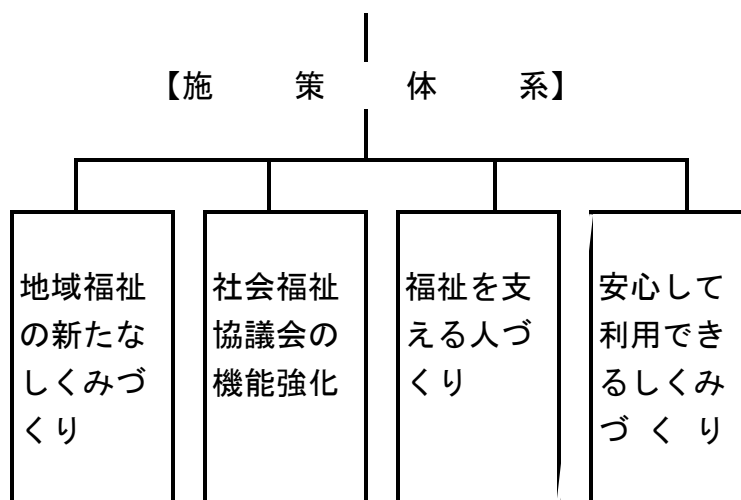 【施策体系】
地域福祉
の新たな
しくみづ
くり
社会福祉
協議会の
機能強化
福祉を支
える人づ
くり
安心して
利用でき
るしくみ
づくり